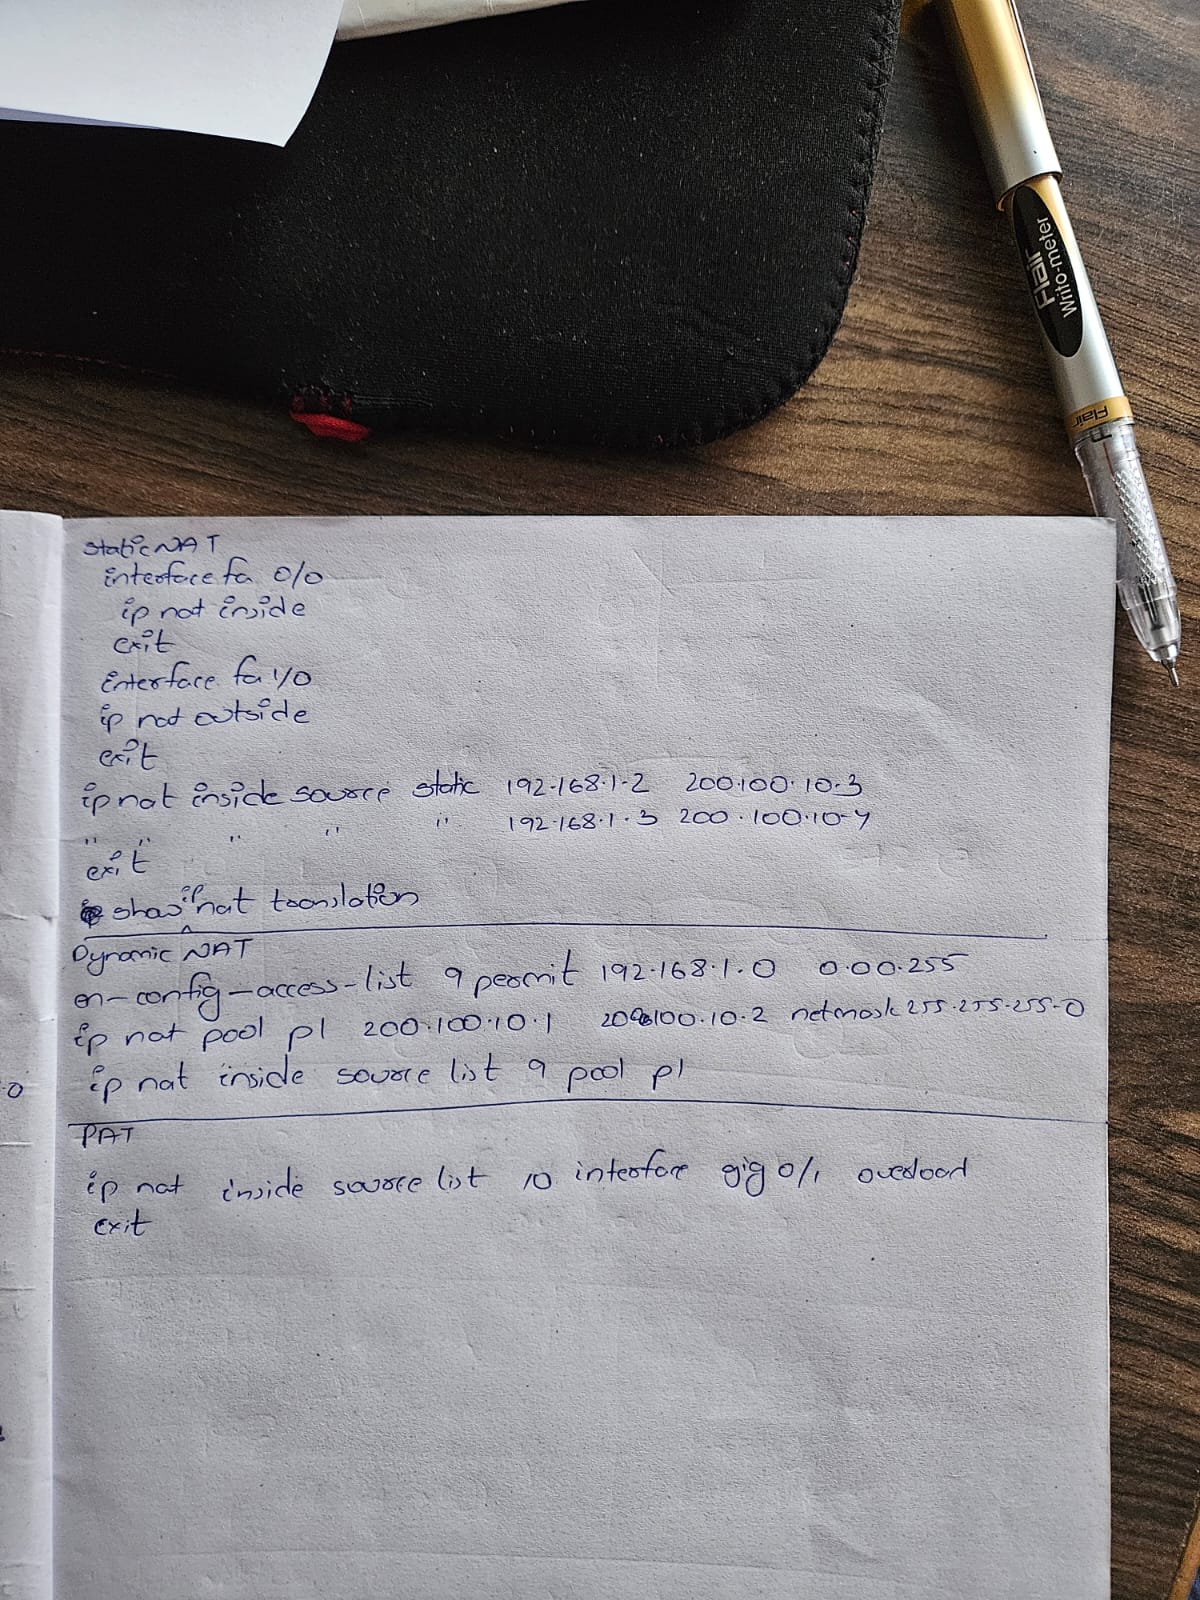 Flair
Writo-meter
Flair
Static NAT
interface fa 0/0
ip nat inside
exit
interface fa 1/0
ip nat outside
exit
ip nat inside source static 192.168.1.2 200.100.10.3
" " " " " 192.168.1.3 200.100.10.4
exit
show ip nat translation
Dynamic NAT
en-config-access-list 9 permit 192.168.1.0 0.00.255
ip nat pool p1 200.100.10.1 200.100.10.2 netmask 255.255.255.0
ip nat inside source list 9 pool p1
PAT
ip nat inside source list 10 interface gig 0/1 overload
exit